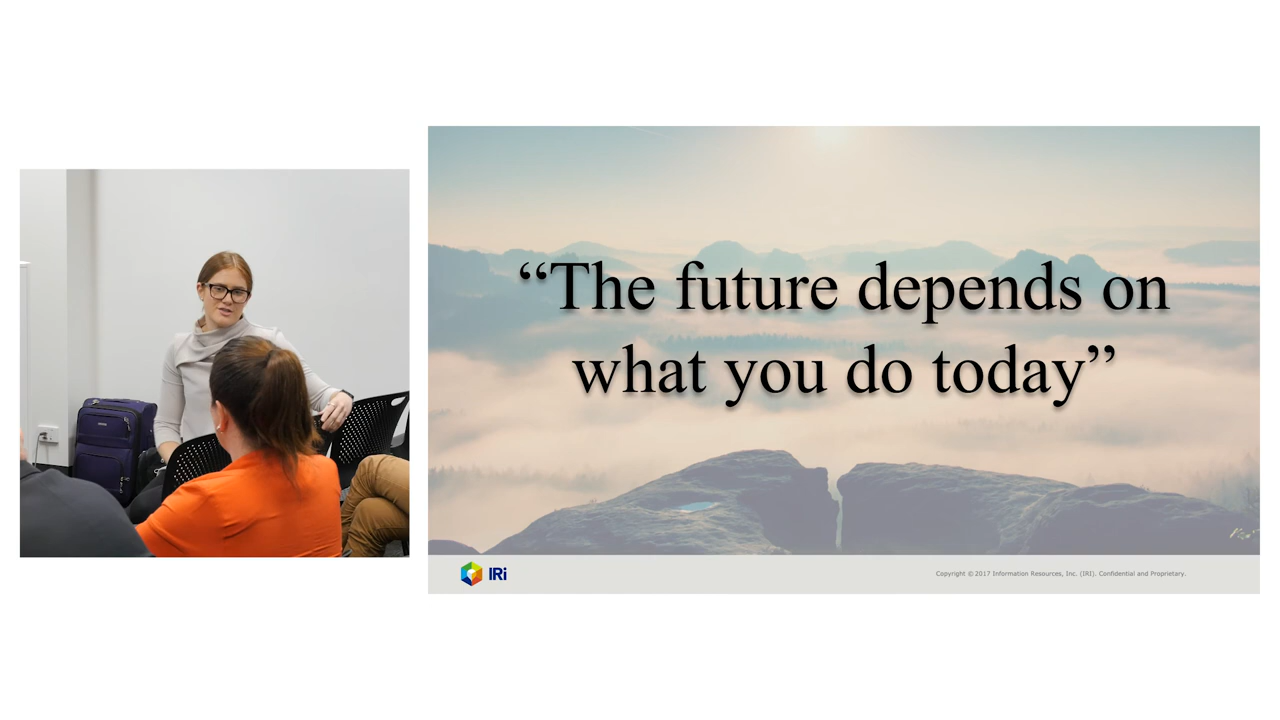 “The future depends on
what you do today”
IRi
Copyright © 2017 Information Resources, Inc. (IRI). Confidential and Proprietary.